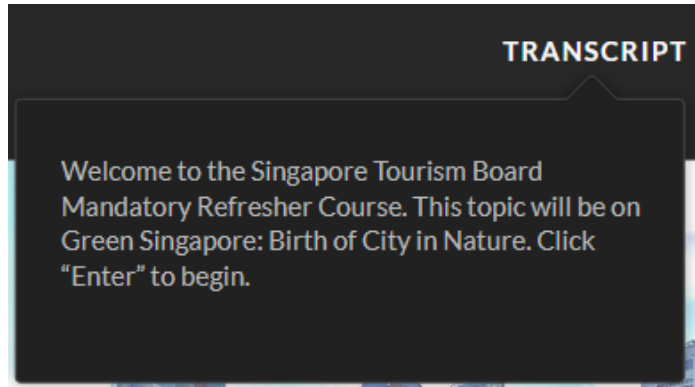 TRANSCRIPT
Welcome to the Singapore Tourism Board
Mandatory Refresher Course. This topic will be on
Green Singapore: Birth of City in Nature. Click
“Enter” to begin.